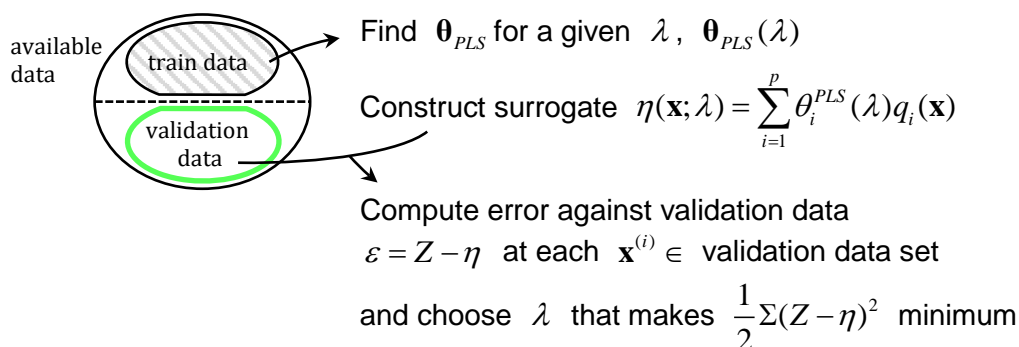 available
data
train data
validation
data
Find θ_PLS for a given λ , θ_PLS(λ)
Construct surrogate η(x; λ) = ∑_{i=1}^{p} θ_i^{PLS}(λ)q_i(x)
Compute error against validation data
ε = Z − η at each x^{(i)} ∈ validation data set
and choose λ that makes 1/2 Σ(Z − η)^2 minimum